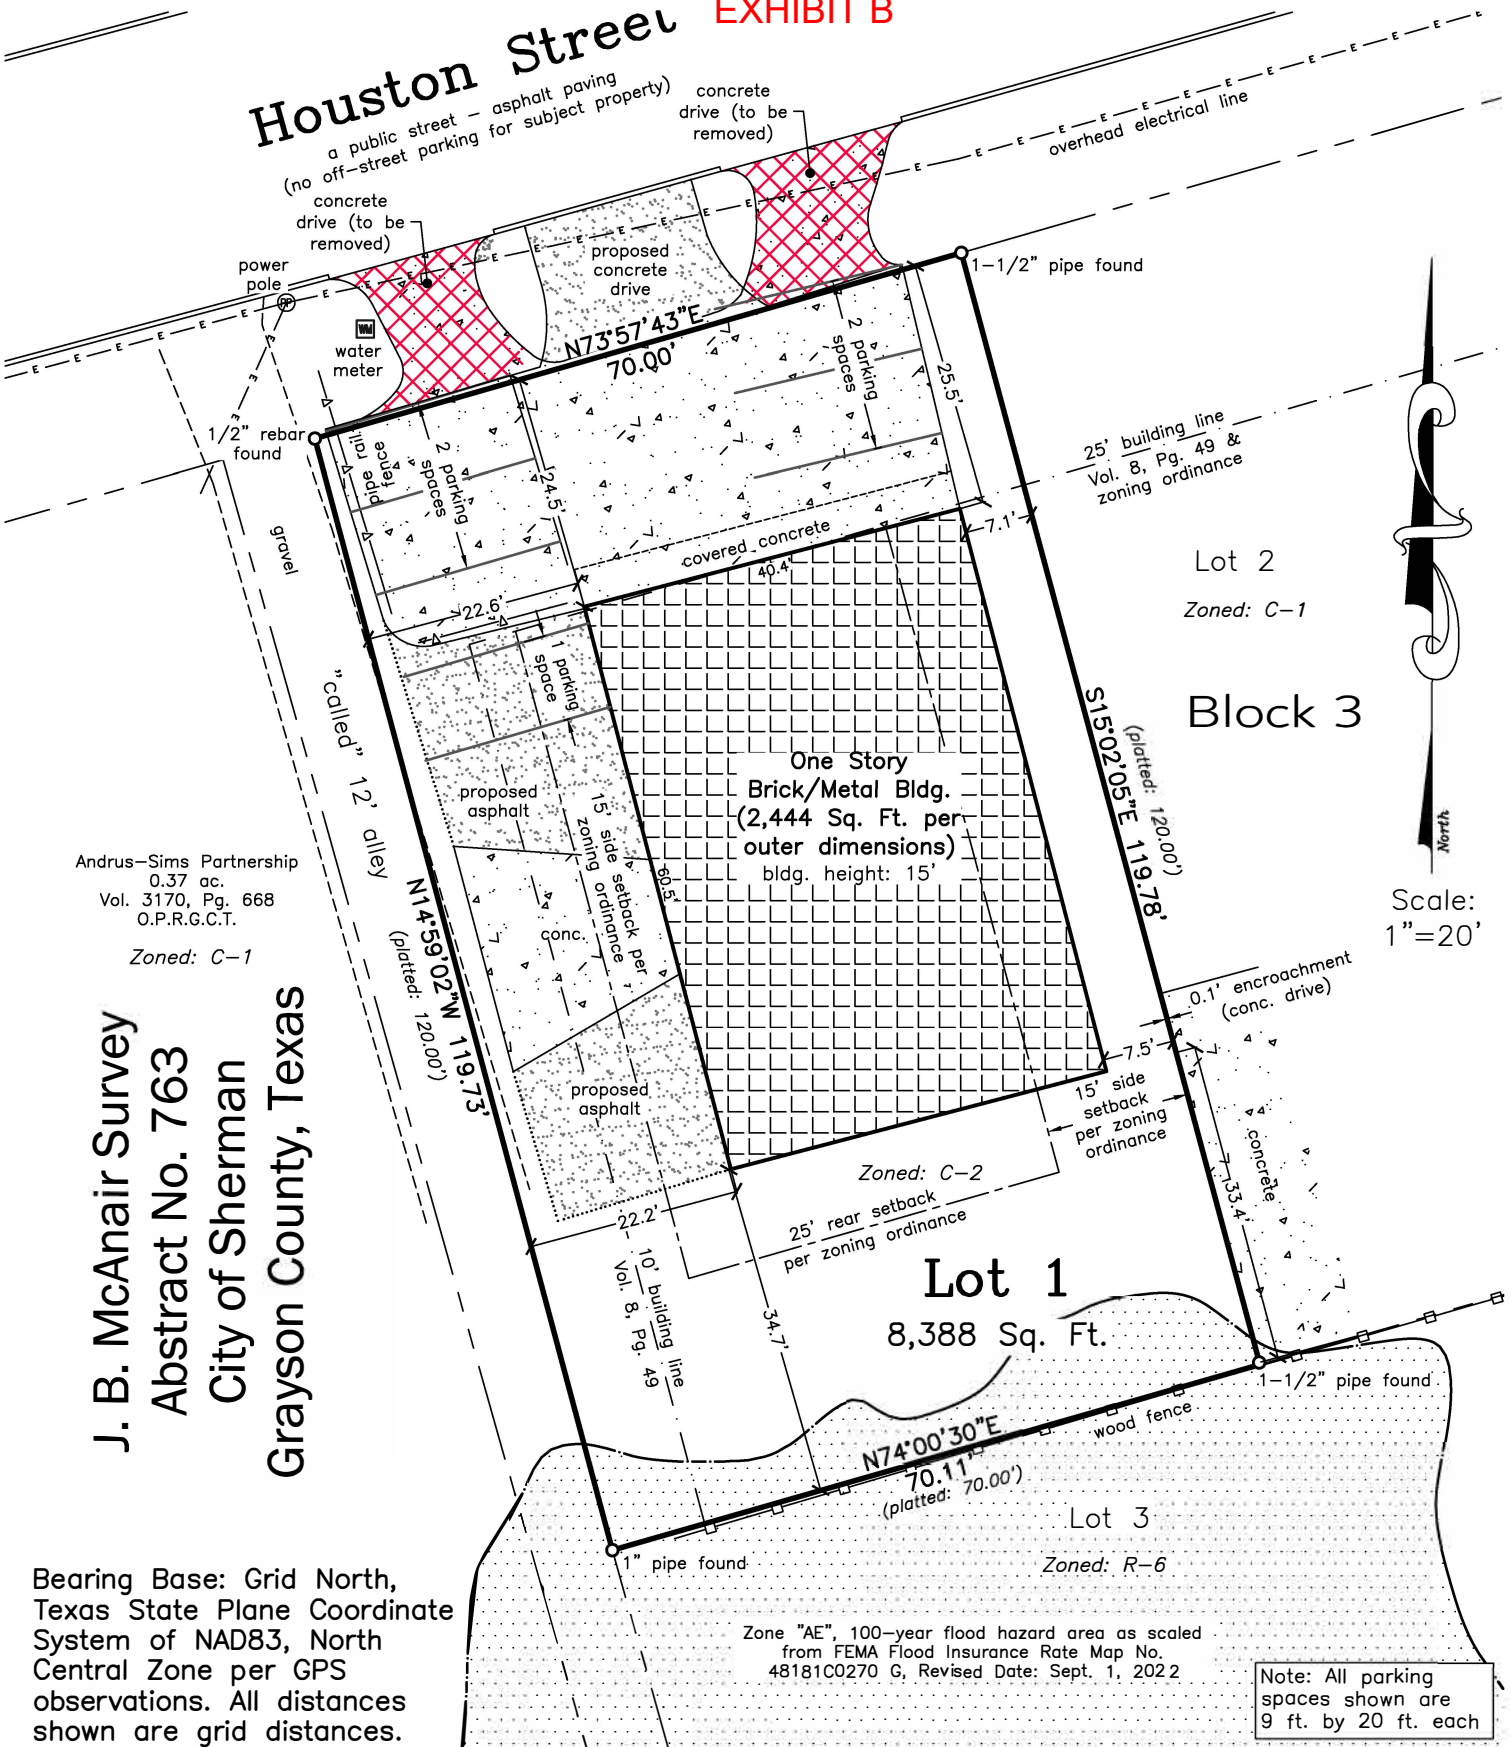 EXHIBIT B
Houston Street
a public street - asphalt paving
(no off-street parking for subject property)
concrete
drive (to be
removed)
overhead electrical line
concrete
drive (to be
removed)
power
pole
PP
WM
water
meter
proposed
concrete
drive
1-1/2" pipe found
N73°57'43"E
70.00'
2 parking
spaces
25.5'
1/2" rebar
found
pipe rail
fence
2 parking
spaces
24.5'
25' building line
Vol. 8, Pg. 49 &
zoning ordinance
gravel
covered concrete
40.4'
7.1'
22.6'
Lot 2
Zoned: C-1
Block 3
1 parking
space
"called" 12' alley
proposed
asphalt
15' side setback per
zoning ordinance
One Story
Brick/Metal Bldg.
(2,444 Sq. Ft. per
outer dimensions)
bldg. height: 15'
S15°02'05"E 119.78'
(platted: 120.00')
North
Scale:
1"=20'
Andrus-Sims Partnership
0.37 ac.
Vol. 3170, Pg. 668
O.P.R.G.C.T.
Zoned: C-1
60.5'
conc.
N14°59'02"W 119.73'
(platted: 120.00')
0.1' encroachment
(conc. drive)
J. B. McAnair Survey
Abstract No. 763
City of Sherman
Grayson County, Texas
7.5'
15' side
setback
per zoning
ordinance
concrete
33.4'
proposed
asphalt
Zoned: C-2
25' rear setback
per zoning ordinance
22.2'
10' building line
Vol. 8, Pg. 49
34.7'
Lot 1
8,388 Sq. Ft.
1-1/2" pipe found
wood fence
N74°00'30"E
70.11'
(platted: 70.00')
Lot 3
Zoned: R-6
1" pipe found
Bearing Base: Grid North,
Texas State Plane Coordinate
System of NAD83, North
Central Zone per GPS
observations. All distances
shown are grid distances.
Zone "AE", 100-year flood hazard area as scaled
from FEMA Flood Insurance Rate Map No.
48181C0270 G, Revised Date: Sept. 1, 2022
Note: All parking
spaces shown are
9 ft. by 20 ft. each